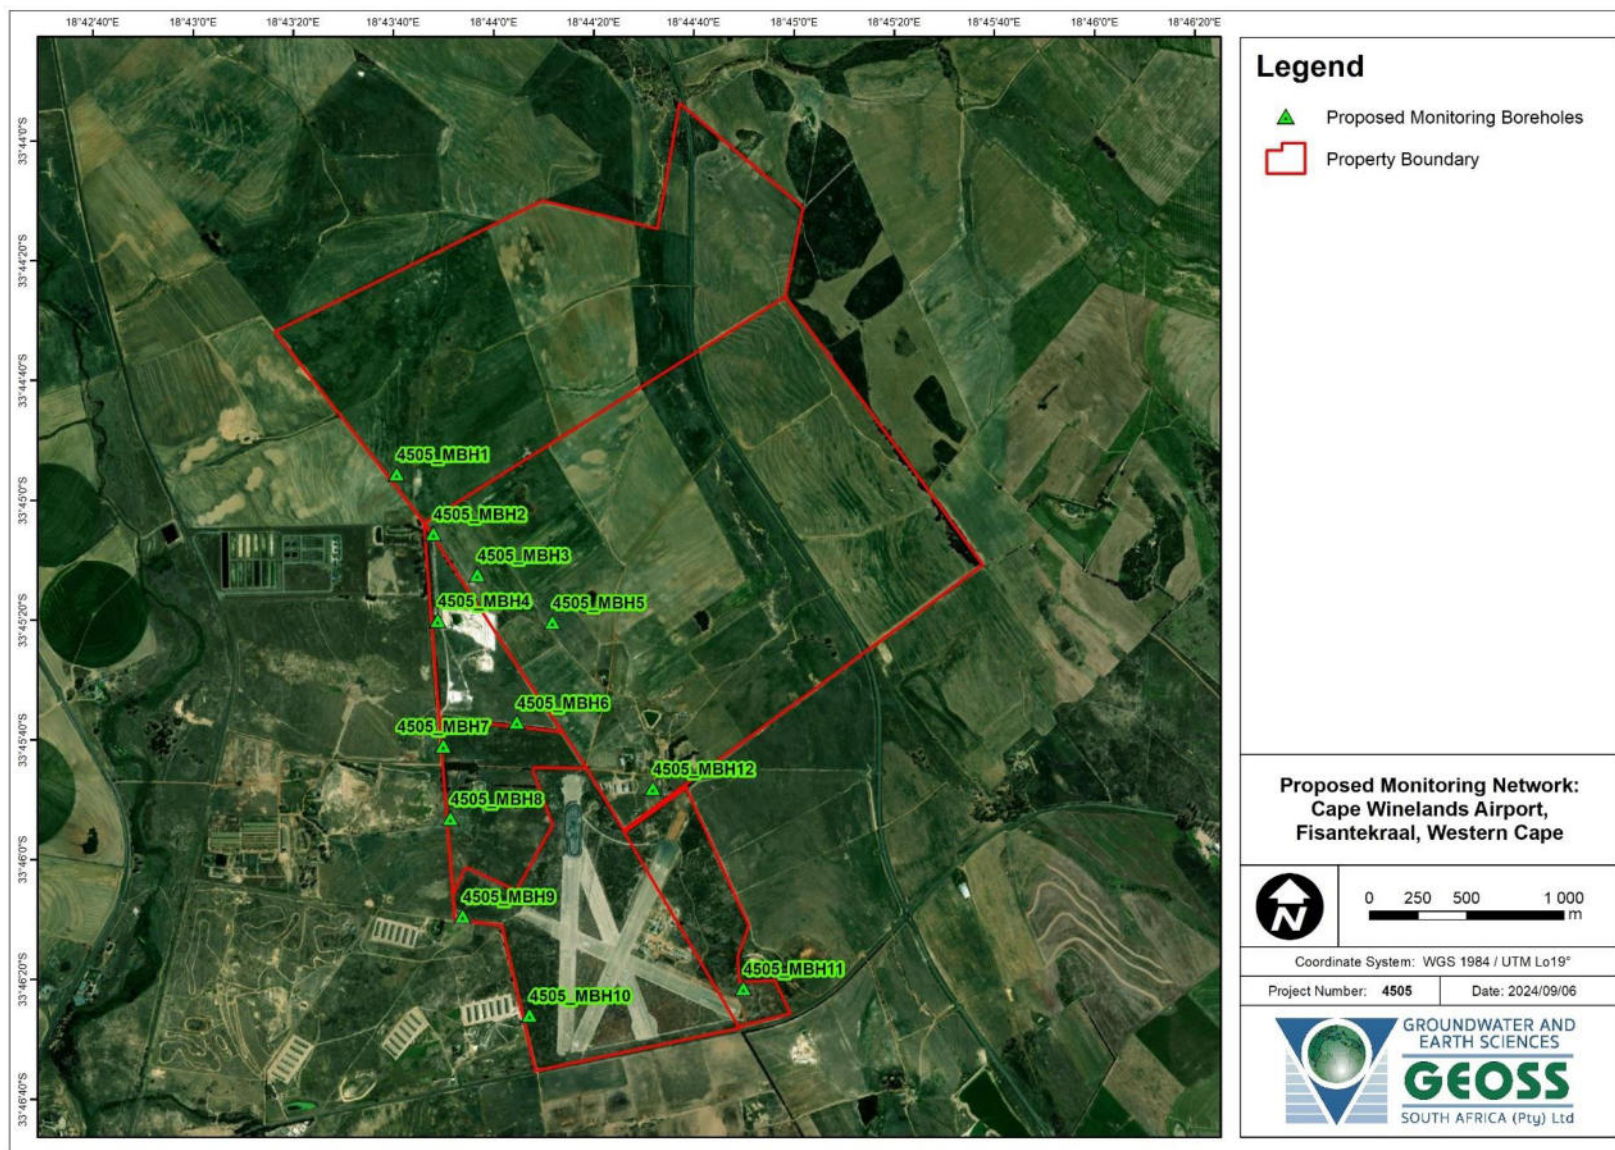 18°42'40"E
18°43'0"E
18°43'20"E
18°43'40"E
18°44'0"E
18°44'20"E
18°44'40"E
18°45'0"E
18°45'20"E
18°45'40"E
18°46'0"E
18°46'20"E
33°44'0"S
33°44'20"S
33°44'40"S
33°45'0"S
33°45'20"S
33°45'40"S
33°46'0"S
33°46'20"S
33°46'40"S
4505_MBH1
4505_MBH2
4505_MBH3
4505_MBH4
4505_MBH5
4505_MBH6
4505_MBH7
4505_MBH12
4505_MBH8
4505_MBH9
4505_MBH11
4505_MBH10
Legend
Proposed Monitoring Boreholes
Property Boundary
Proposed Monitoring Network:
Cape Winelands Airport,
Fisantekraal, Western Cape
N
0 250 500 1 000
m
Coordinate System: WGS 1984 / UTM Lo19°
Project Number: 4505
Date: 2024/09/06
GROUNDWATER AND
EARTH SCIENCES
GEOSS
SOUTH AFRICA (Pty) Ltd